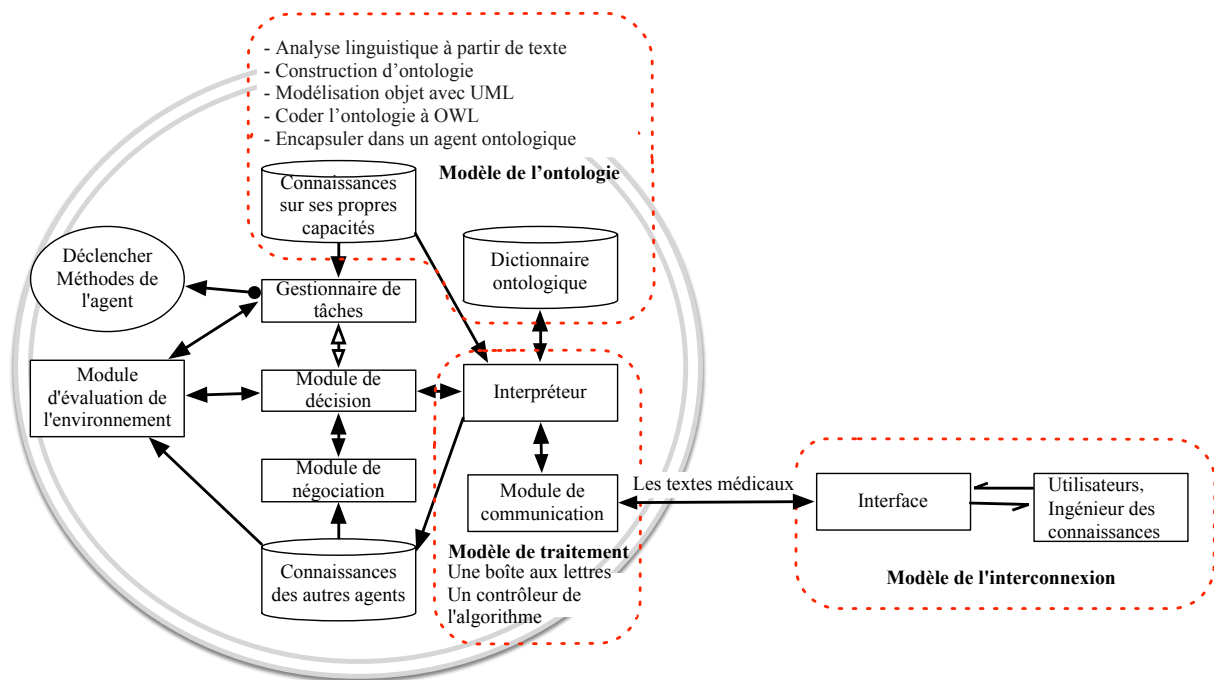 - Analyse linguistique à partir de texte
- Construction d'ontologie
- Modélisation objet avec UML
- Coder l'ontologie à OWL
- Encapsuler dans un agent ontologique
Modèle de l'ontologie
Connaissances
sur ses propres
capacités
Déclencher
Méthodes de
l'agent
Dictionnaire
ontologique
Gestionnaire de
tâches
Module
d'évaluation de
l'environnement
Module de
décision
Interpréteur
Module de
négociation
Module de
communication
Les textes médicaux
Interface
Utilisateurs,
Ingénieur des
connaissances
Modèle de l'interconnexion
Modèle de traitement
Une boîte aux lettres
Un contrôleur de
l'algorithme
Connaissances
des autres agents